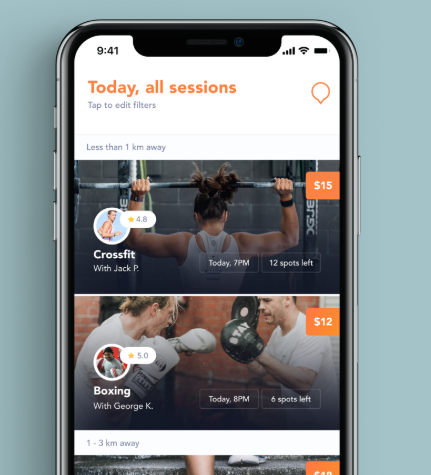 9:41
Today, all sessions
Tap to edit filters
Less than 1 km away
$15
4.8
Crossfit
With Jack P.
Today, 7PM
12 spots left
$12
STAY
5.0
Boxing
With George K.
Today, 8PM
6 spots left
1 - 3 km away